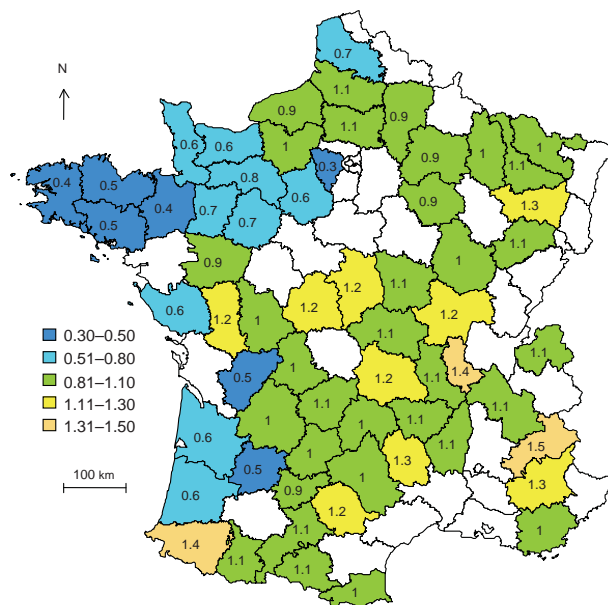 0.7
N
1.1
0.9 0.9
0.6 0.6 1 1.1 1 1
0.3 0.9 1.1
0.4 0.5 0.8
0.4 0.7 0.7 0.6 0.9 1.3
0.5
0.9 1 1.1
1.2 1.2 1.1
0.6 1.2 1 1.2
1.1
0.30–0.50
0.51–0.80
0.81–1.10
1.11–1.30
1.31–1.50
0.5 1 1.2 1.1 1.4 1.1
1.1 1.1
0.6 1 1 1.1 1.1 1.5
1
0.5 1 1.3 1.3
100 km
0.6 0.9
1.2 1
1.4 1.1 1.1
1.1
1